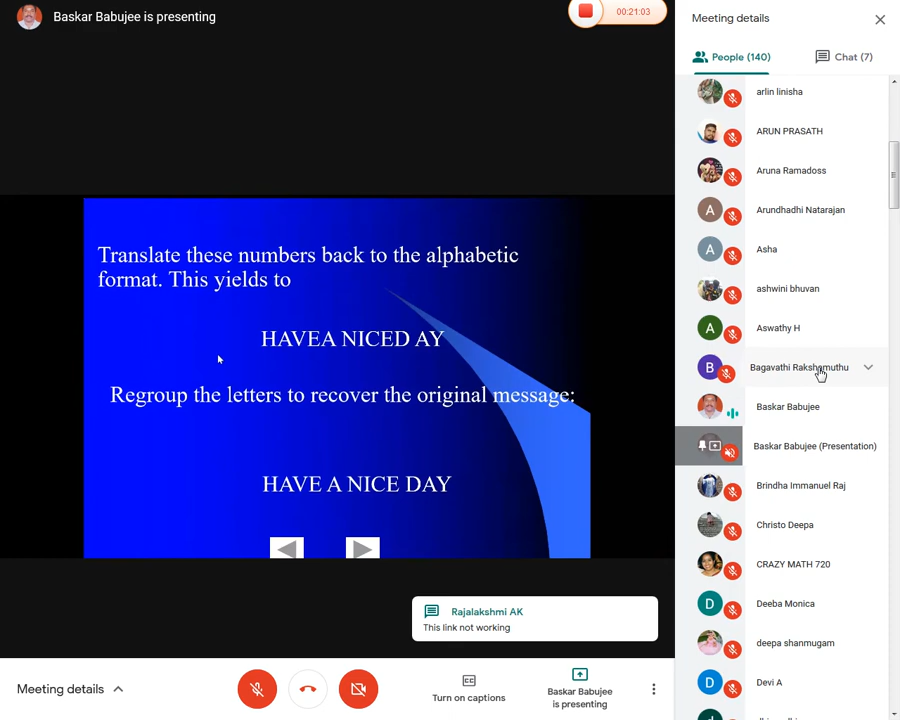 Baskar Babujee is presenting
00:21:03
Meeting details
People (140)
Chat (7)
arlin linisha
ARUN PRASATH
Aruna Ramadoss
A
Arundhadhi Natarajan
A
Asha
ashwini bhuvan
A
Aswathy H
B
Bagavathi Rakshamuthu
Baskar Babujee
Baskar Babujee (Presentation)
Brindha Immanuel Raj
Christo Deepa
CRAZY MATH 720
D
Deeba Monica
deepa shanmugam
D
Devi A
Translate these numbers back to the alphabetic
format. This yields to
HAVEA NICED AY
Regroup the letters to recover the original message:
HAVE A NICE DAY
Rajalakshmi AK
This link not working
Meeting details
CC
Turn on captions
Baskar Babujee
is presenting